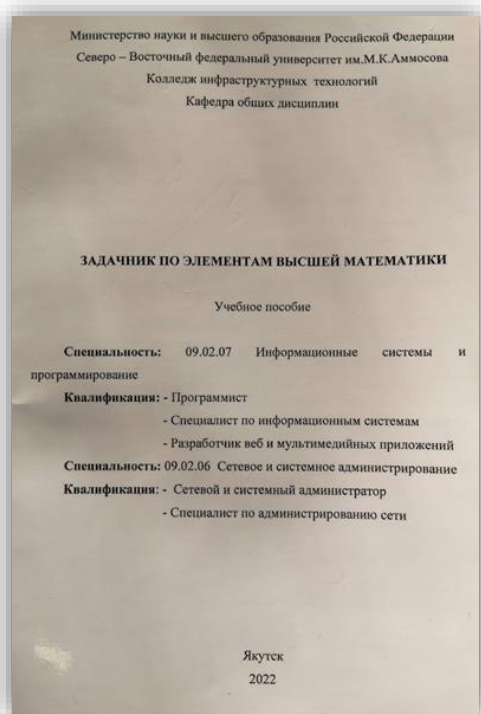 Министерство науки и высшего образования Российской Федерации
Северо – Восточный федеральный университет им.М.К.Аммосова
Колледж инфраструктурных технологий
Кафедра общих дисциплин
ЗАДАЧНИК ПО ЭЛЕМЕНТАМ ВЫСШЕЙ МАТЕМАТИКИ
Учебное пособие
Специальность: 09.02.07 Информационные системы и
программирование
Квалификация: - Программист
- Специалист по информационным системам
- Разработчик веб и мультимедийных приложений
Специальность: 09.02.06 Сетевое и системное администрирование
Квалификация: - Сетевой и системный администратор
- Специалист по администрированию сети
Якутск
2022